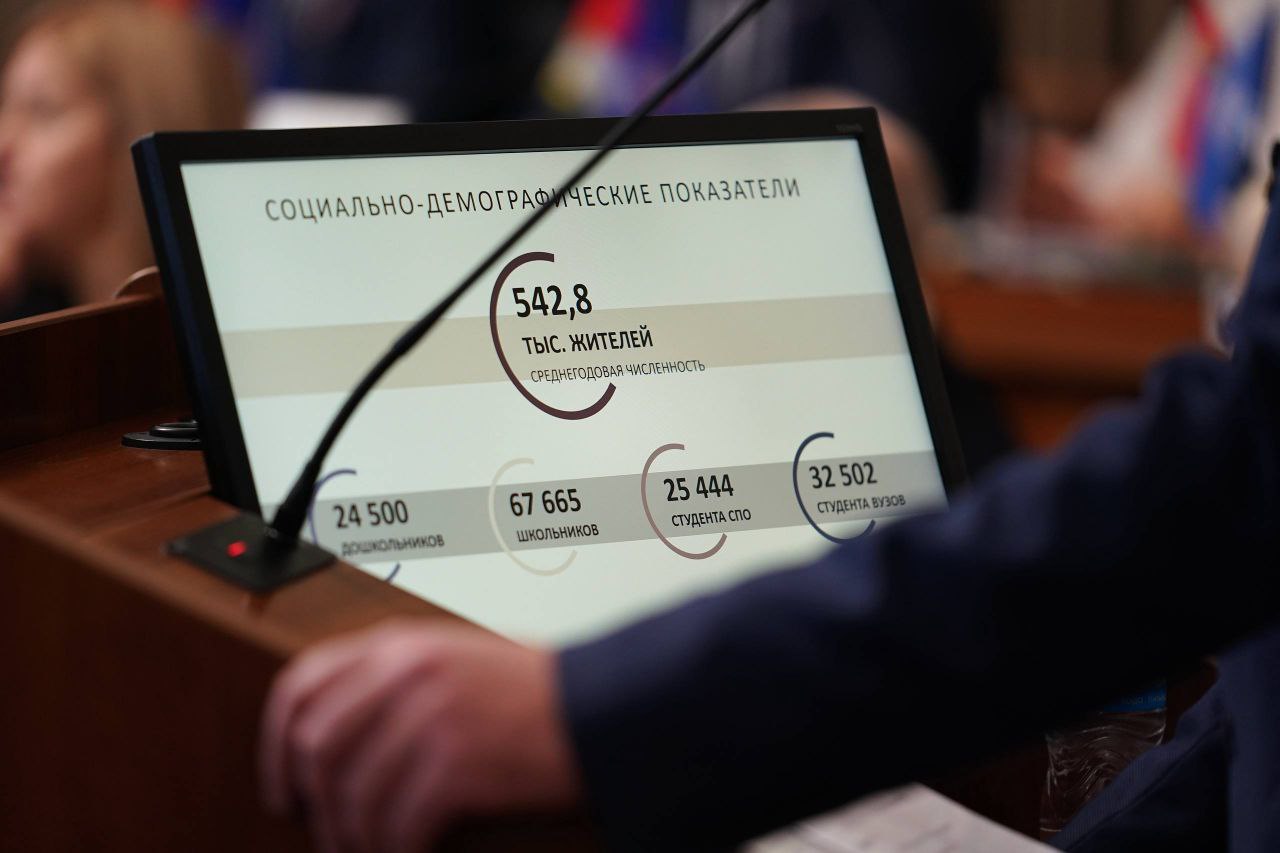 СОЦИАЛЬНО-ДЕМОГРАФИЧЕСКИЕ ПОКАЗАТЕЛИ
542,8
ТЫС. ЖИТЕЛЕЙ
СРЕДНЕГОДОВАЯ ЧИСЛЕННОСТЬ
24 500
ДОШКОЛЬНИКОВ
67 665
ШКОЛЬНИКОВ
25 444
СТУДЕНТА СПО
32 502
СТУДЕНТА ВУЗОВ